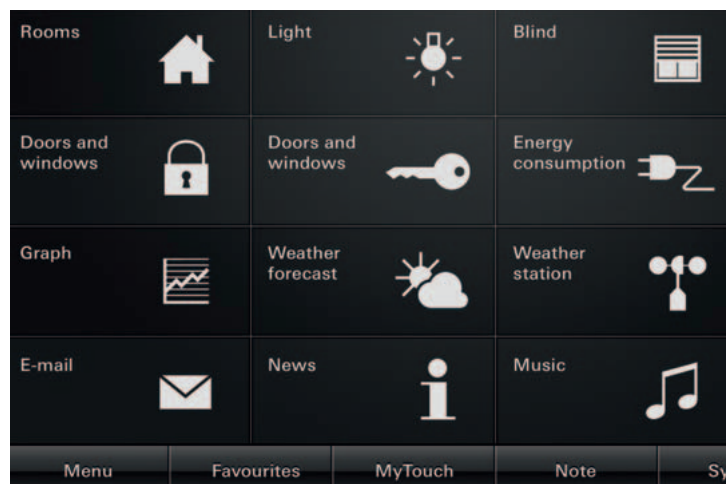 Rooms
Light
Blind
Doors and
windows
Doors and
windows
Energy
consumption
Graph
Weather
forecast
Weather
station
E-mail
News
Music
Menu
Favourites
MyTouch
Note
Sy